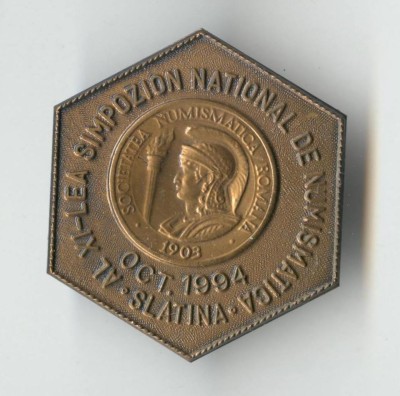 AL XI-LEA SIMPOZION NATIONAL DE NUMISMATICA · SLATINA ·
SOCIETATEA NUMISMATICA ROMANA
· 1903 ·
OCT. 1994